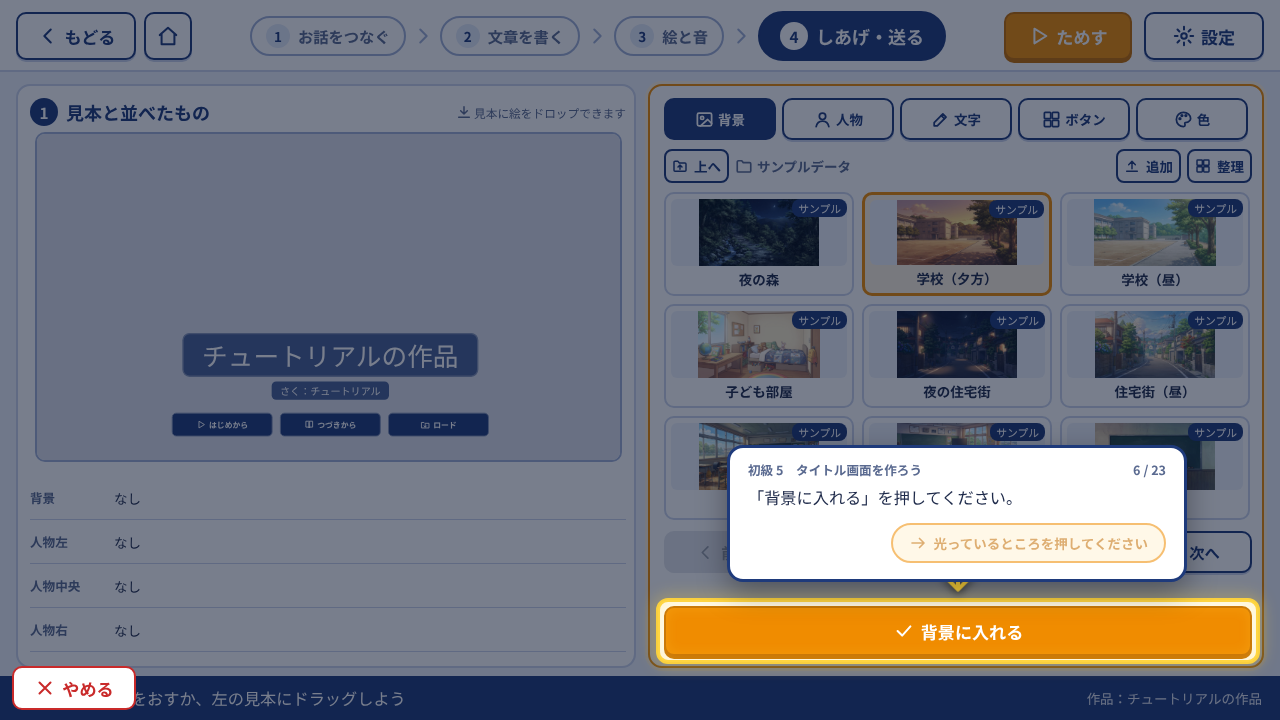 もどる
1 お話をつなぐ
2 文章を書く
3 絵と音
4 しあげ・送る
ためす
設定
1 見本と並べたもの
見本に絵をドロップできます
チュートリアルの作品
さく：チュートリアル
はじめから
つづきから
ロード
背景 なし
人物左 なし
人物中央 なし
人物右 なし
背景
人物
文字
ボタン
色
上へ
サンプルデータ
追加
整理
サンプル
夜の森
サンプル
学校（夕方）
サンプル
学校（昼）
サンプル
子ども部屋
サンプル
夜の住宅街
サンプル
住宅街（昼）
サンプル
サンプル
サンプル
初級 5 タイトル画面を作ろう 6 / 23
「背景に入れる」を押してください。
光っているところを押してください
次へ
背景に入れる
やめる
をおすか、左の見本にドラッグしよう
作品：チュートリアルの作品